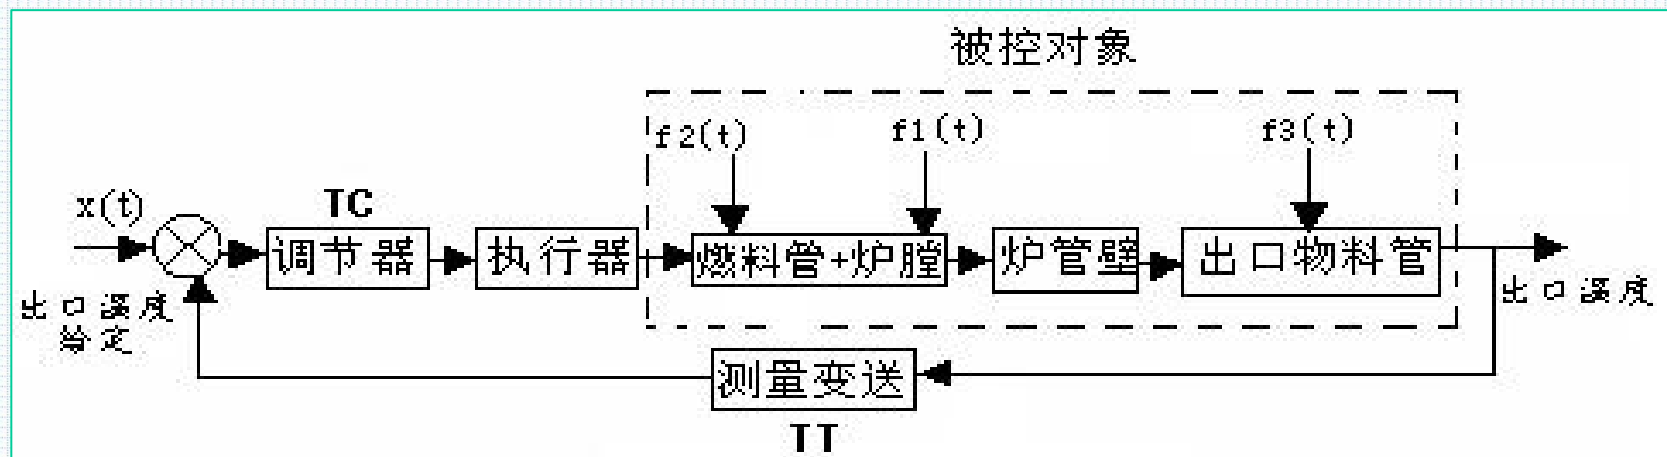 被控对象
f2(t)
f1(t)
f3(t)
x(t)
TC
调节器
执行器
燃料管+炉膛
炉管壁
出口物料管
出口温度
给定
出口温度
测量变送
TT